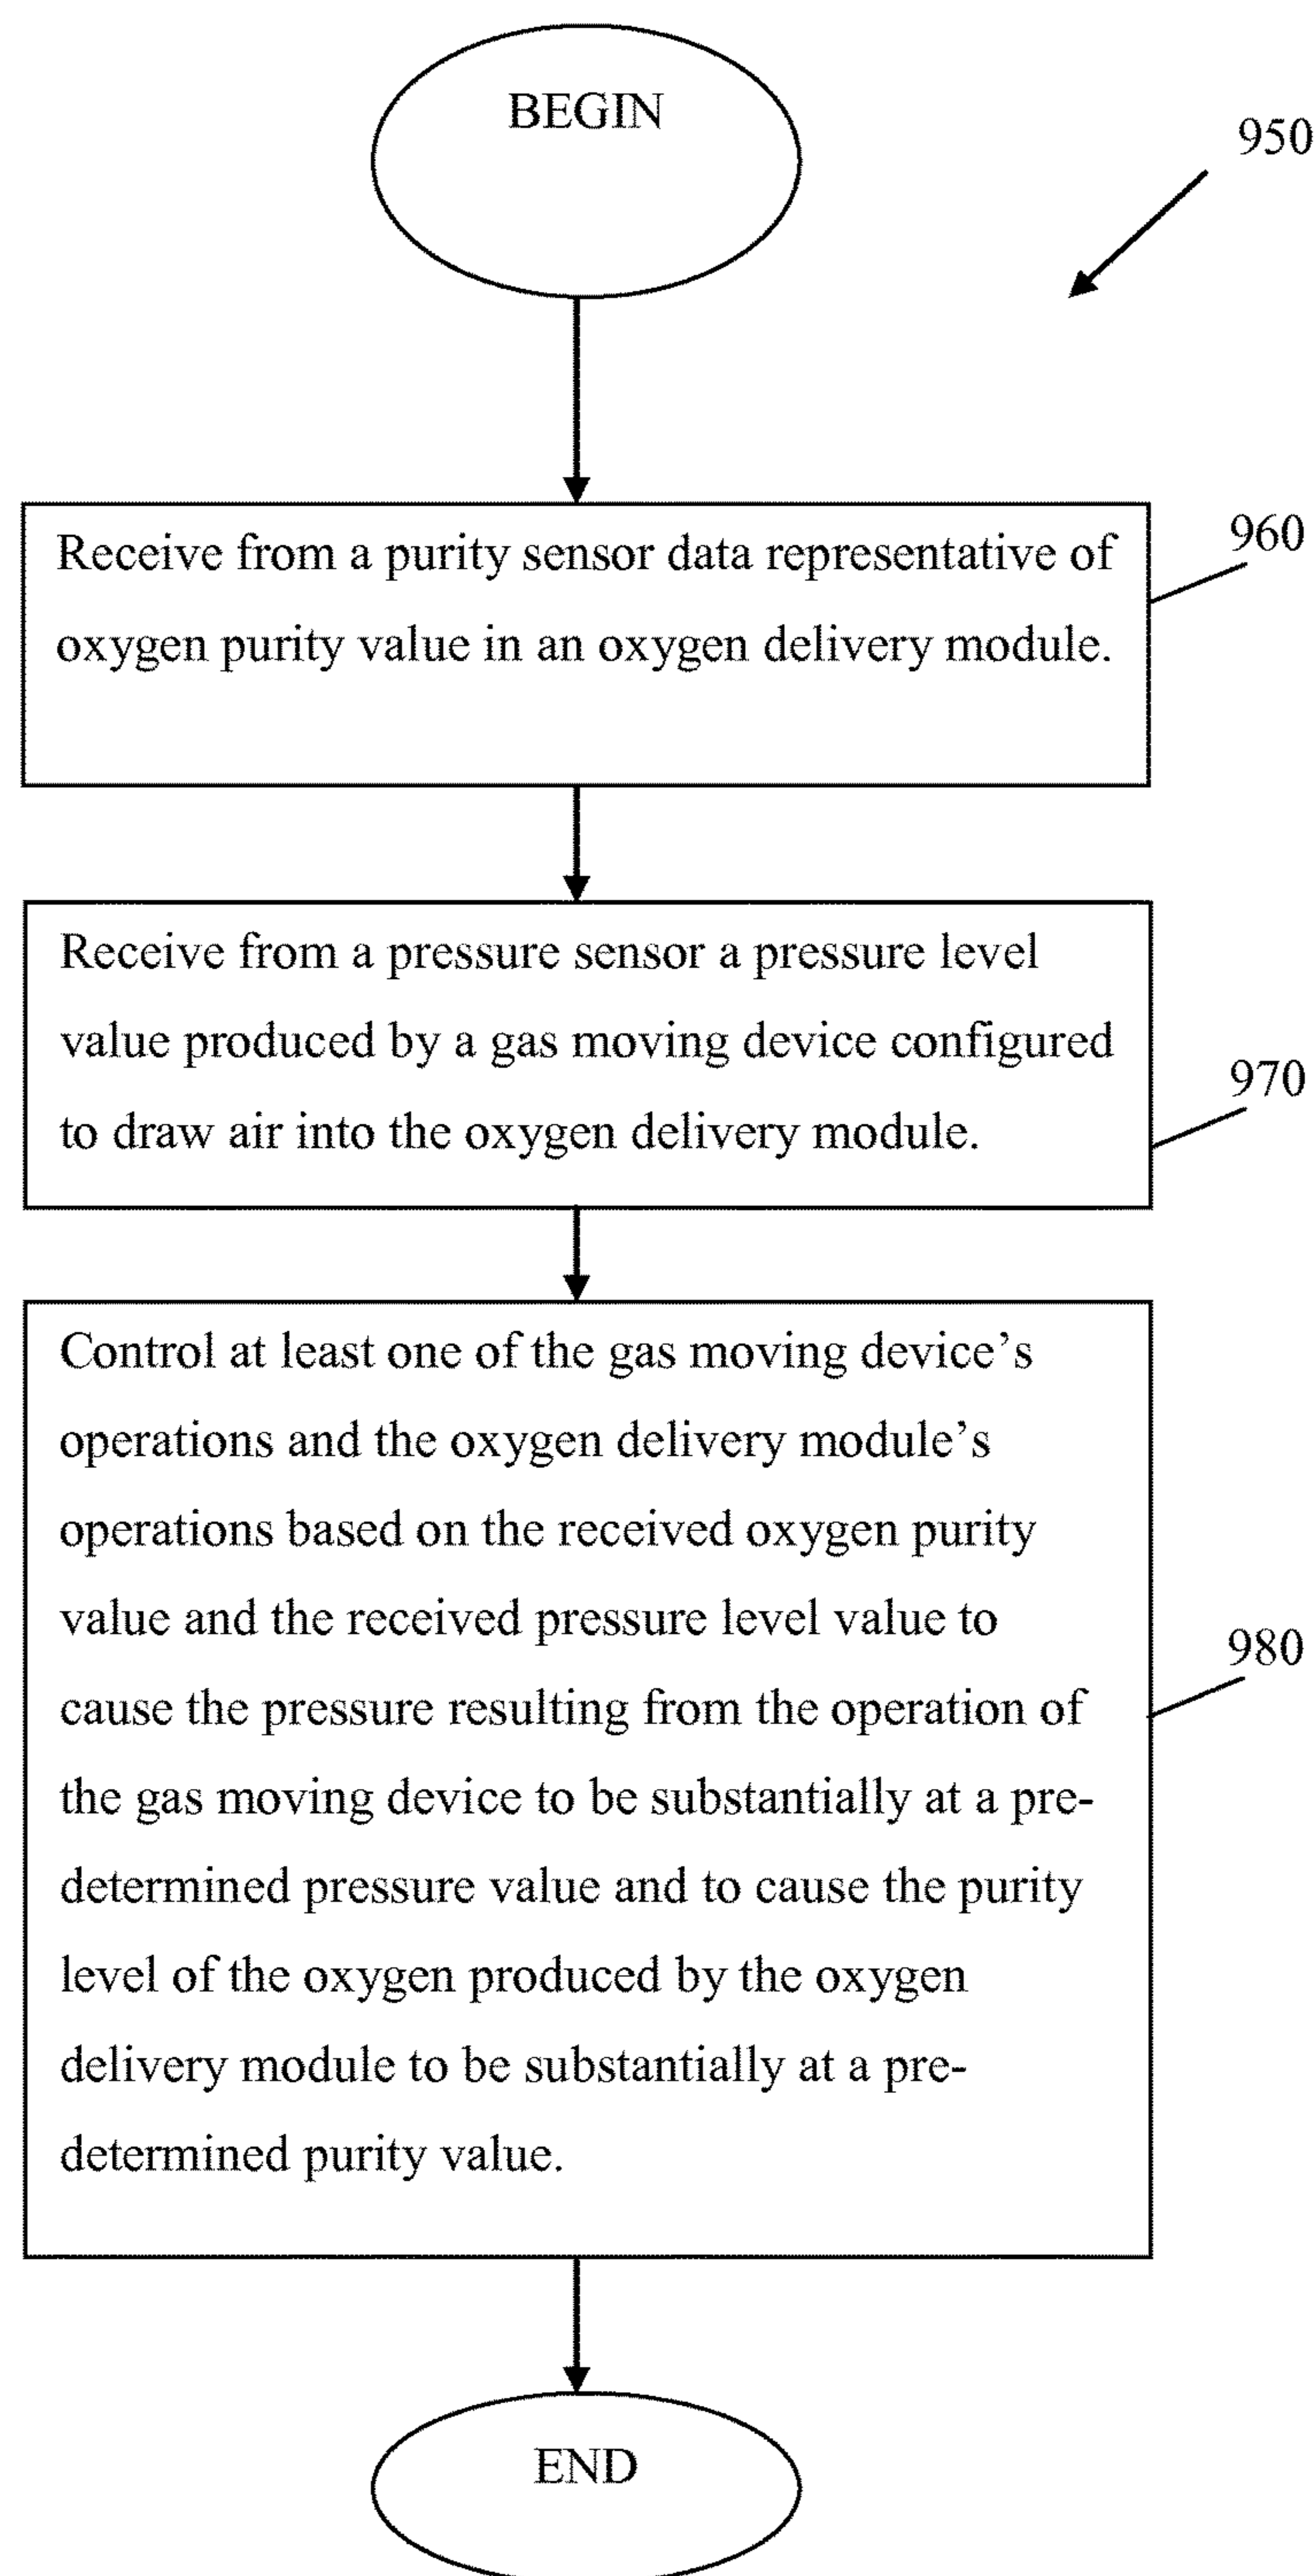 BEGIN
950
Receive from a purity sensor data representative of
oxygen purity value in an oxygen delivery module.
960
Receive from a pressure sensor a pressure level
value produced by a gas moving device configured
to draw air into the oxygen delivery module.
970
Control at least one of the gas moving device’s
operations and the oxygen delivery module’s
operations based on the received oxygen purity
value and the received pressure level value to
cause the pressure resulting from the operation of
the gas moving device to be substantially at a pre-
determined pressure value and to cause the purity
level of the oxygen produced by the oxygen
delivery module to be substantially at a pre-
determined purity value.
980
END